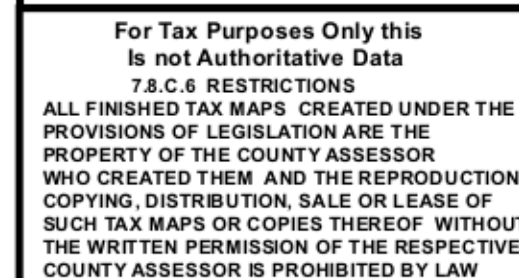 For Tax Purposes Only this
Is not Authoritative Data
7.8.C.6 RESTRICTIONS
ALL FINISHED TAX MAPS CREATED UNDER THE
PROVISIONS OF LEGISLATION ARE THE
PROPERTY OF THE COUNTY ASSESSOR
WHO CREATED THEM AND THE REPRODUCTION
COPYING, DISTRIBUTION, SALE OR LEASE OF
SUCH TAX MAPS OR COPIES THEREOF WITHOUT
THE WRITTEN PERMISSION OF THE RESPECTIVE
COUNTY ASSESSOR IS PROHIBITED BY LAW